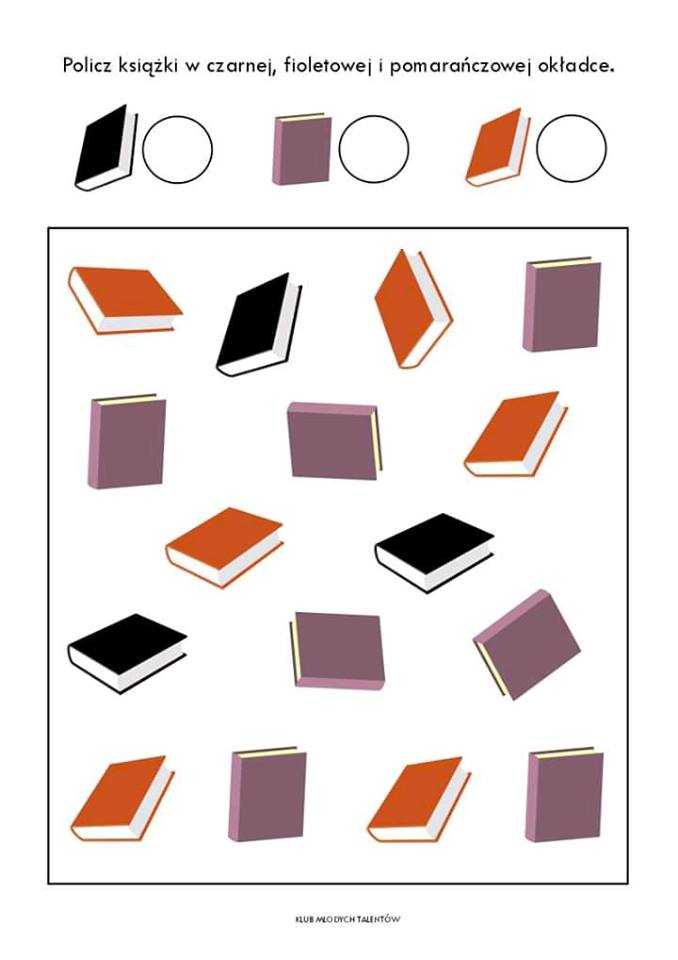 Policz książki w czarnej, fioletowej i pomarańczowej okładce.
KLUB MŁODYCH TALENTÓW